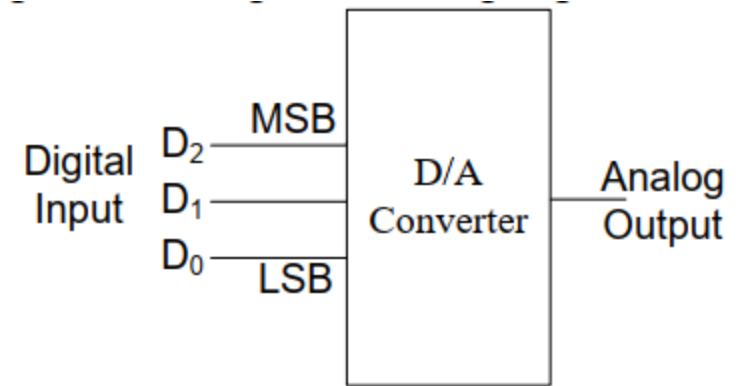 MSB
Digital
Input
D₂
D₁
D₀
LSB
D/A
Converter
Analog
Output